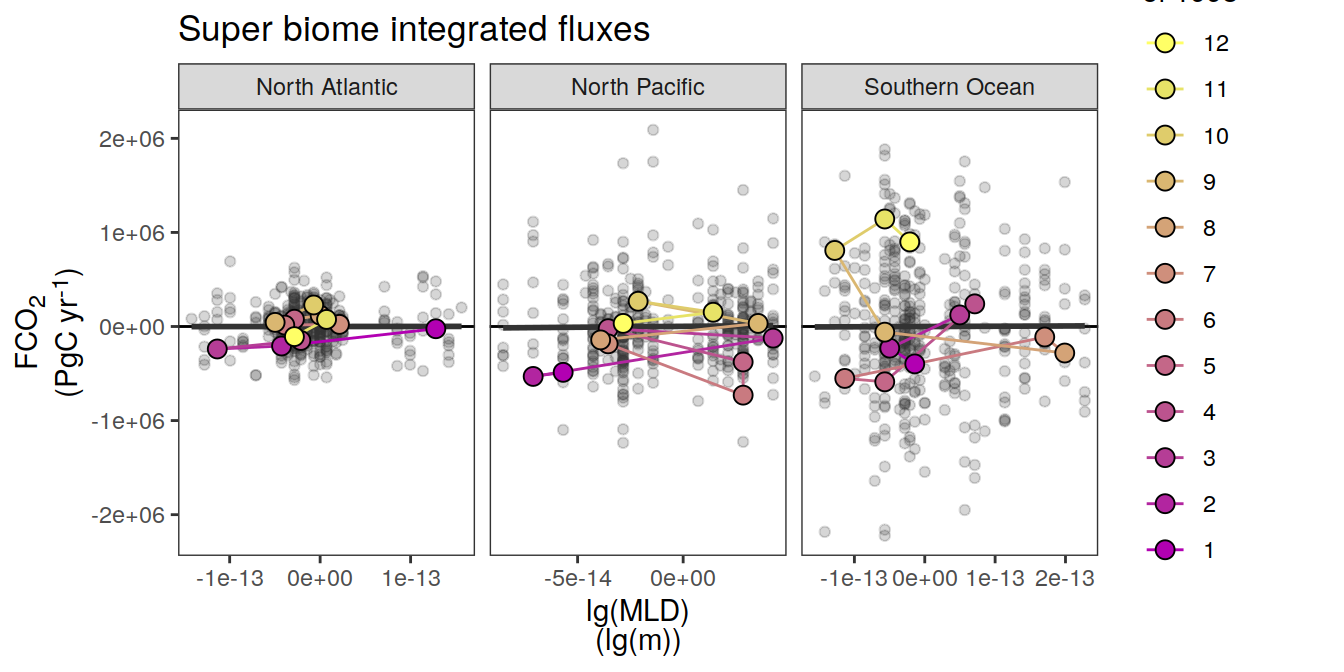 Super biome integrated fluxes
North Atlantic
North Pacific
Southern Ocean
2e+06
1e+06
0e+00
-1e+06
-2e+06
FCO₂
(PgC yr⁻¹)
-1e-13 0e+00 1e-13
-5e-14 0e+00
-1e-13 0e+00 1e-13 2e-13
lg(MLD)
(lg(m))
12
11
10
9
8
7
6
5
4
3
2
1